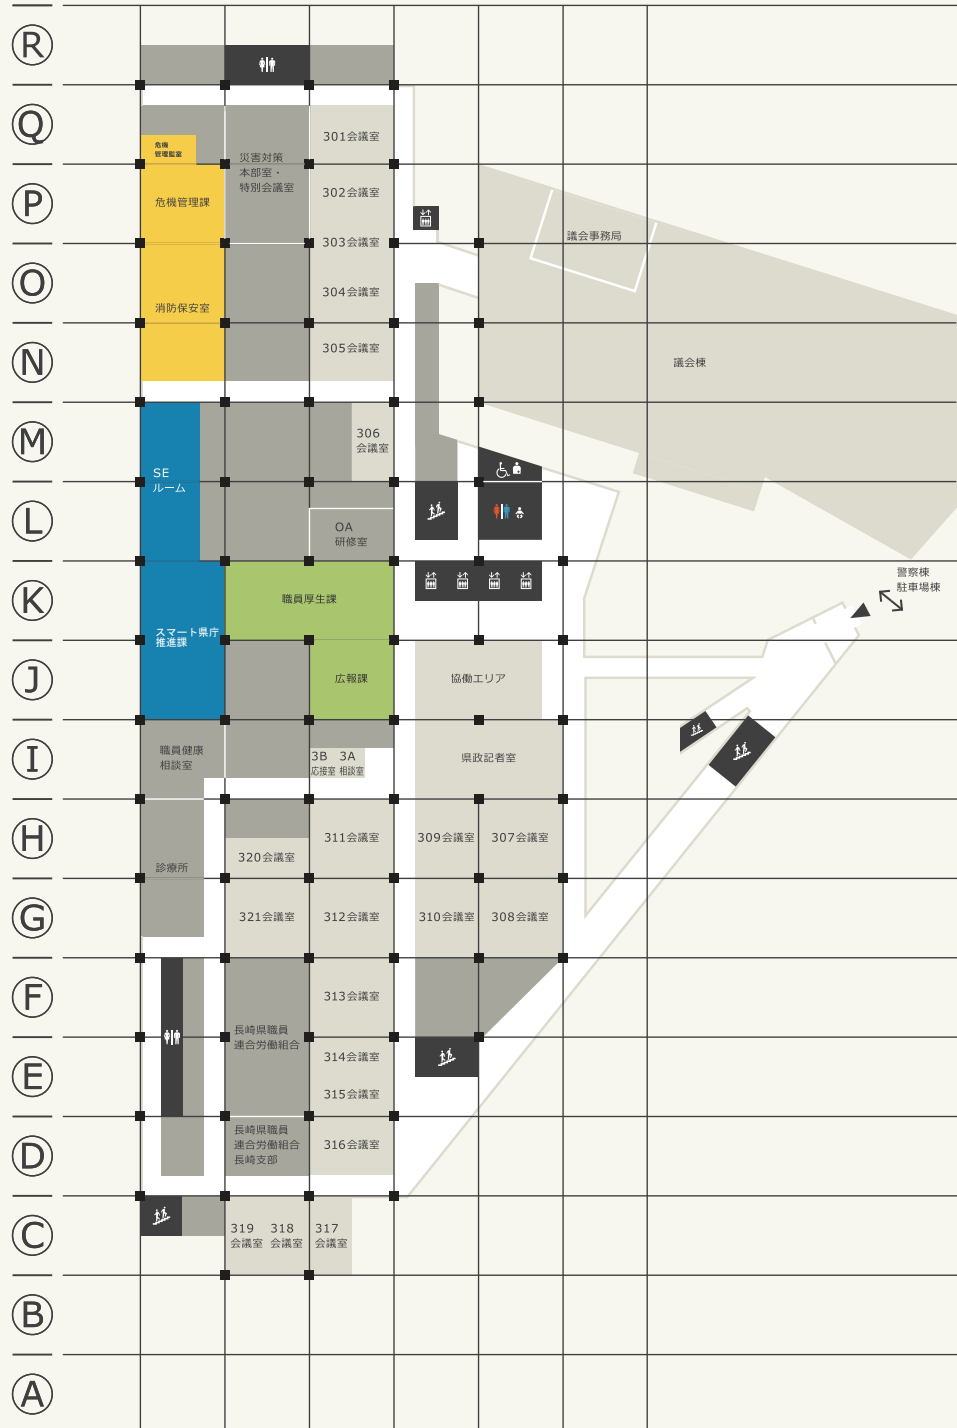 R
Q
301会議室
危機
管理監室
災害対策
本部室・
特別会議室
P
302会議室
危機管理課
議会事務局
303会議室
O
304会議室
消防保安室
N
305会議室
議会棟
M
306
会議室
SE
ルーム
L
OA
研修室
警察棟
駐車場棟
K
職員厚生課
スマート県庁
推進課
J
広報課
協働エリア
I
職員健康
相談室
3B
応接室
3A
相談室
県政記者室
H
311会議室
309会議室
307会議室
320会議室
診療所
G
321会議室
312会議室
310会議室
308会議室
F
313会議室
長崎県職員
連合労働組合
E
314会議室
315会議室
D
長崎県職員
連合労働組合
長崎支部
316会議室
C
319
会議室
318
会議室
317
会議室
B
A